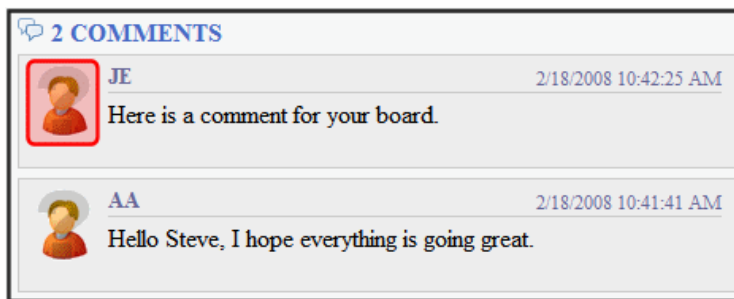 2 COMMENTS
JE 2/18/2008 10:42:25 AM
Here is a comment for your board.
AA 2/18/2008 10:41:41 AM
Hello Steve, I hope everything is going great.